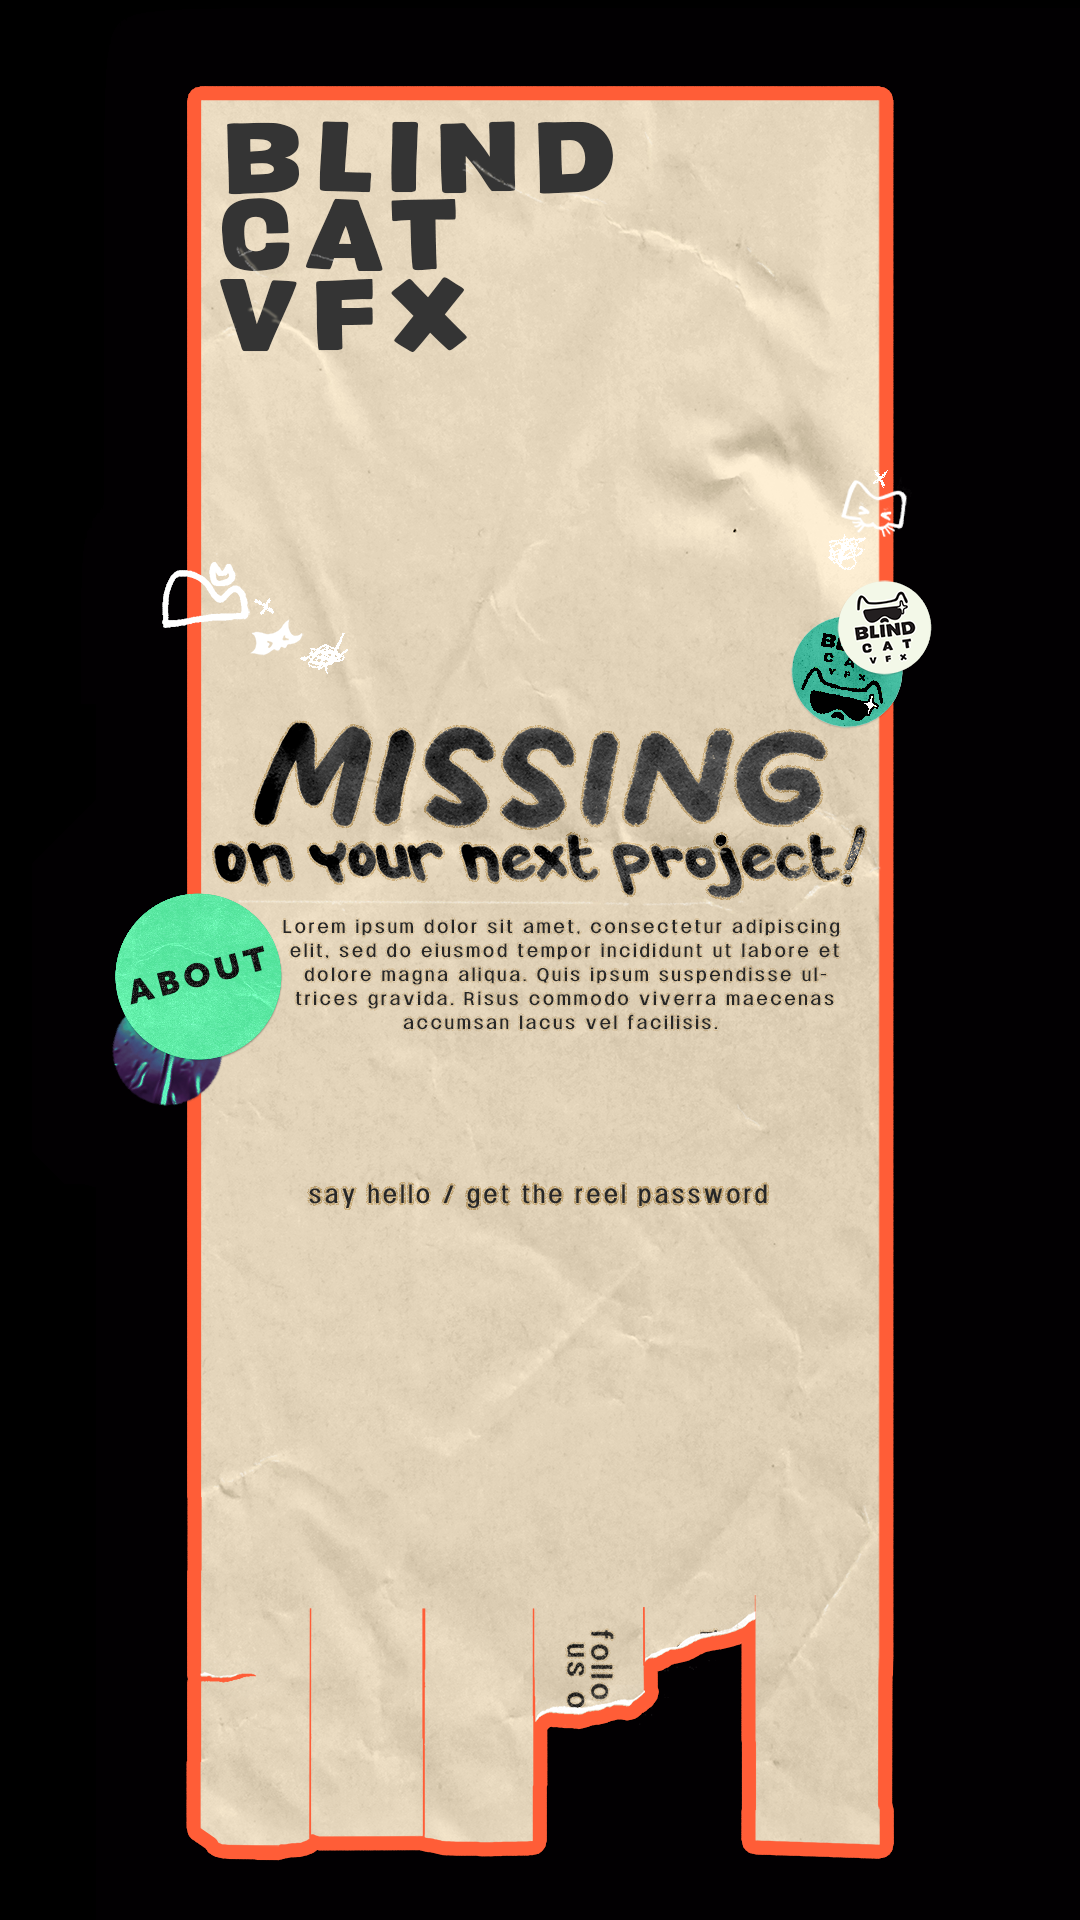 BLIND
CAT
VFX
BLIND
CAT
VFX
MISSING
on your next project!
ABOUT
Lorem ipsum dolor sit amet, consectetur adipiscing
elit, sed do eiusmod tempor incididunt ut labore et
dolore magna aliqua. Quis ipsum suspendisse ul-
trices gravida. Risus commodo viverra maecenas
accumsan lacus vel facilisis.
say hello / get the reel password
follo
us o